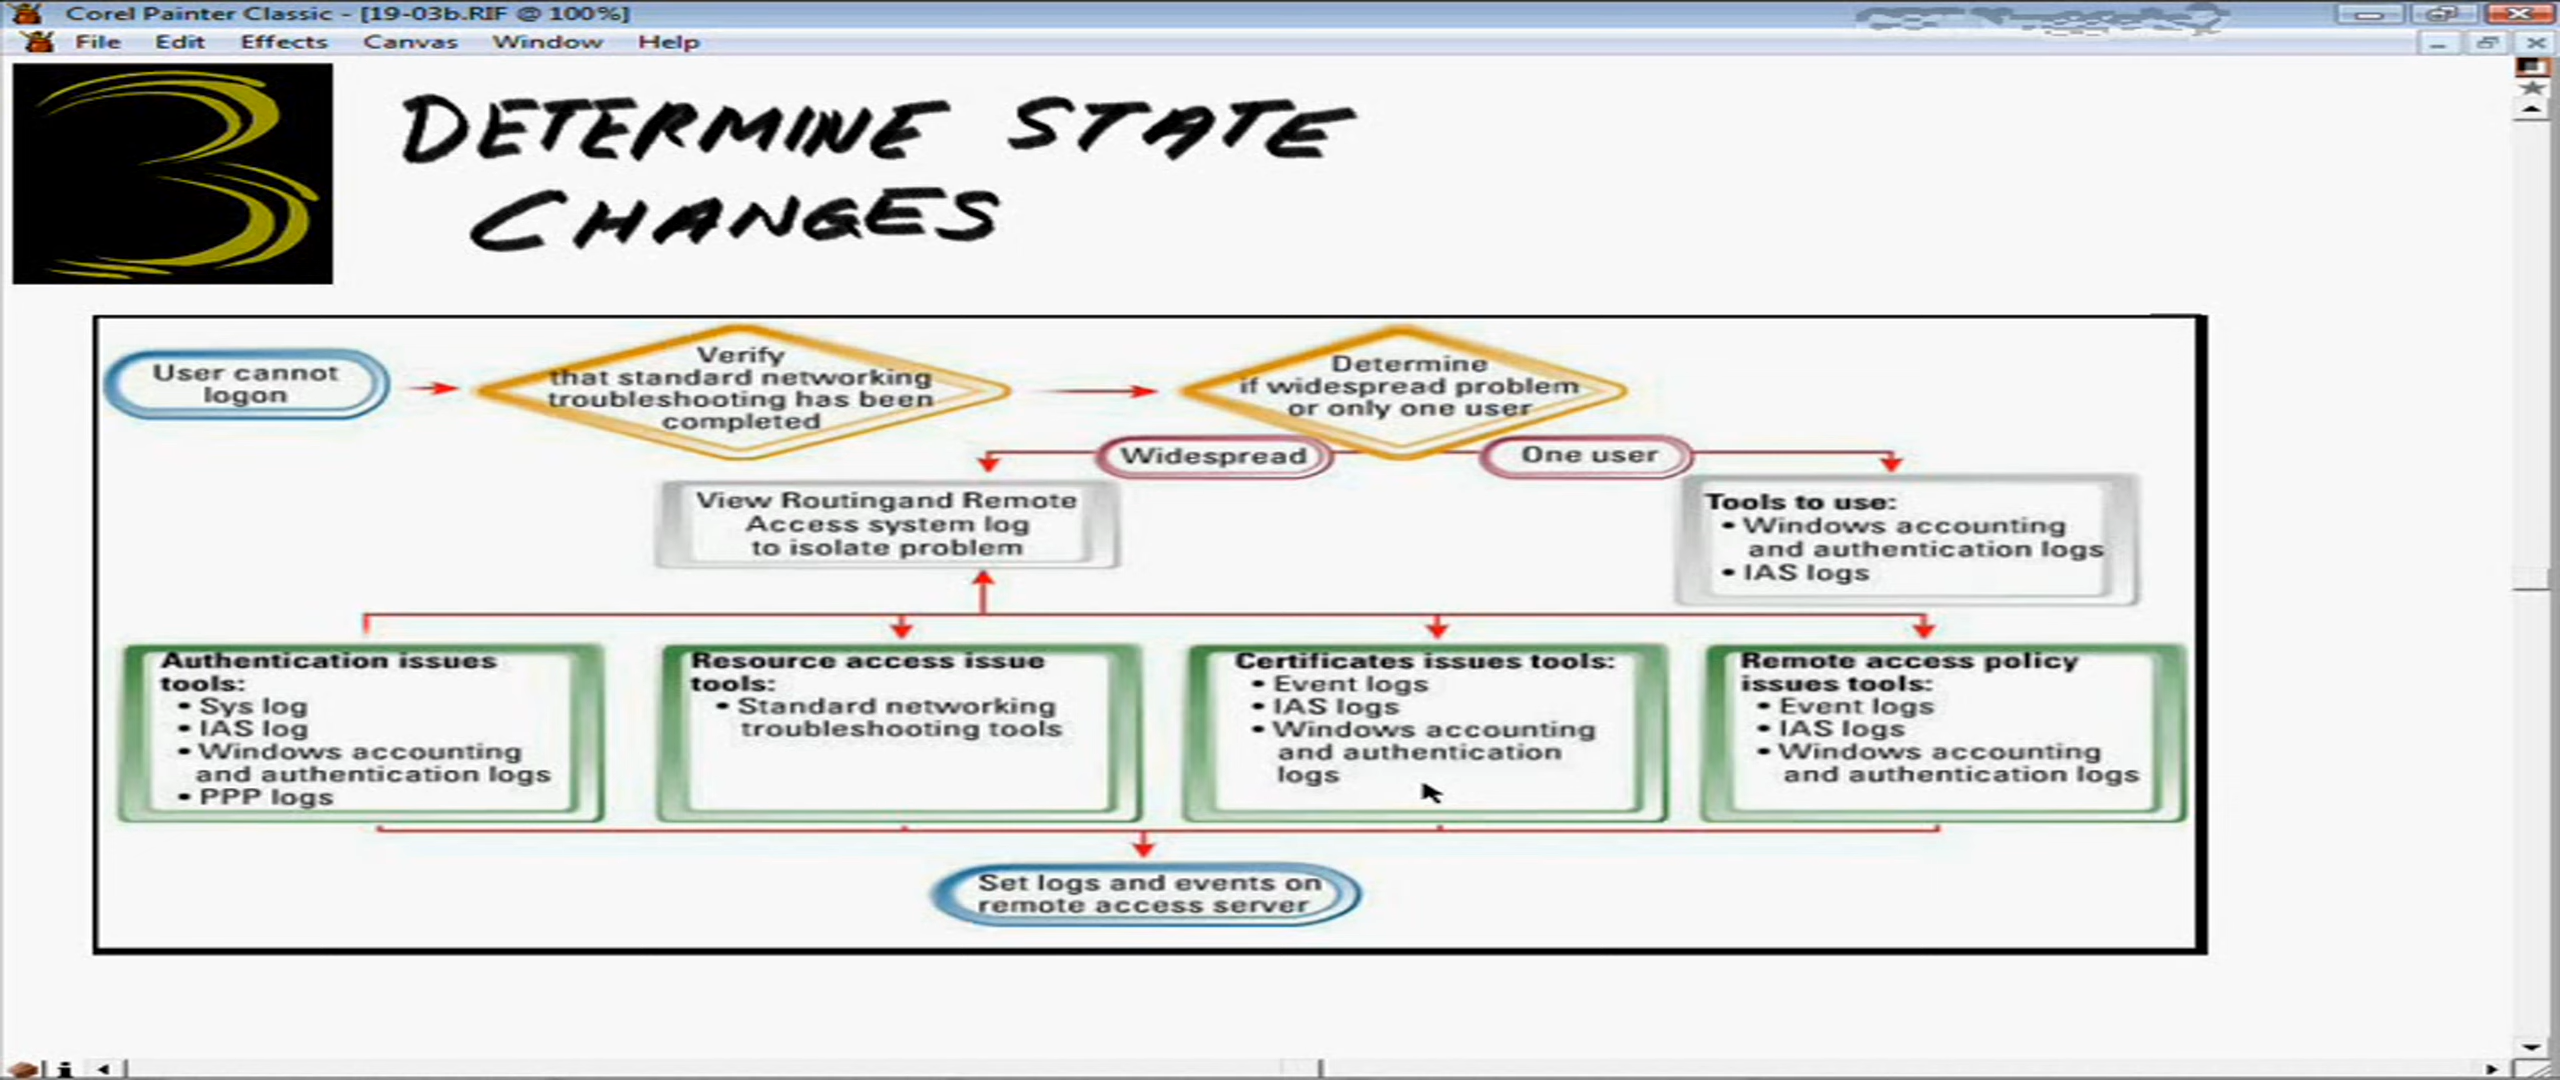 Corel Painter Classic - [19-03b.RIF @ 100%]
File Edit Effects Canvas Window Help
3
DETERMINE STATE
CHANGES
User cannot
logon
Verify
that standard networking
troubleshooting has been
completed
Determine
if widespread problem
or only one user
Widespread
One user
View Routingand Remote
Access system log
to isolate problem
Tools to use:
• Windows accounting
and authentication logs
• IAS logs
Authentication issues
tools:
• Sys log
• IAS log
• Windows accounting
and authentication logs
• PPP logs
Resource access issue
tools:
• Standard networking
troubleshooting tools
Certificates issues tools:
• Event logs
• IAS logs
• Windows accounting
and authentication
logs
Remote access policy
issues tools:
• Event logs
• IAS logs
• Windows accounting
and authentication logs
Set logs and events on
remote access server